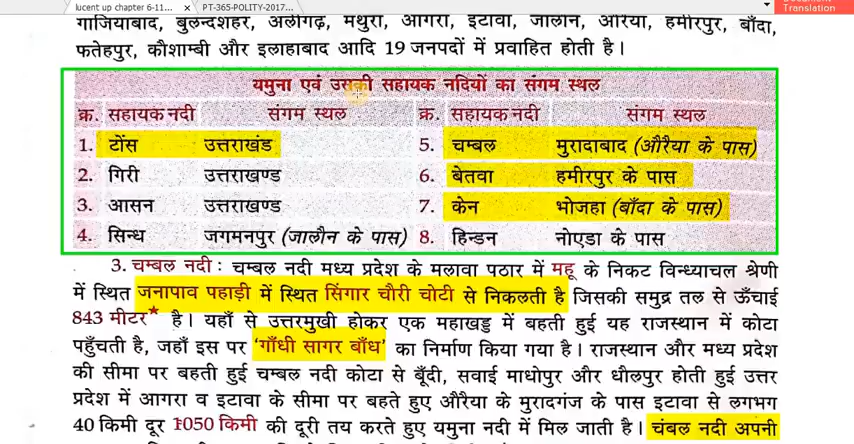 lucent up chapter 6-11... × PT-365-POLITY-2017... Document Translation
गाजियाबाद, बुलन्दशहर, अलीगढ़, मथुरा, आगरा, इटावा, जालौन, औरैया, हमीरपुर, बाँदा,
फतेहपुर, कौशाम्बी और इलाहाबाद आदि 19 जनपदों में प्रवाहित होती है।
यमुना एवं उसकी सहायक नदियों का संगम स्थल
क्र. सहायक नदी संगम स्थल क्र. सहायक नदी संगम स्थल
1. टोंस उत्तराखंड 5. चम्बल मुरादाबाद (औरैया के पास)
2. गिरी उत्तराखण्ड 6. बेतवा हमीरपुर के पास
3. आसन उत्तराखण्ड 7. केन भोजहा (बाँदा के पास)
4. सिन्ध जगमनपुर (जालौन के पास) 8. हिन्डन नोएडा के पास
3. चम्बल नदी : चम्बल नदी मध्य प्रदेश के मलावा पठार में महू के निकट विन्ध्याचल श्रेणी
में स्थित जनापाव पहाड़ी में स्थित सिंगार चौरी चोटी से निकलती है जिसकी समुद्र तल से ऊँचाई
843 मीटर* है। यहाँ से उत्तरमुखी होकर एक महाखड्ड में बहती हुई यह राजस्थान में कोटा
पहुँचती है, जहाँ इस पर 'गाँधी सागर बाँध' का निर्माण किया गया है। राजस्थान और मध्य प्रदेश
की सीमा पर बहती हुई चम्बल नदी कोटा से बूँदी, सवाई माधोपुर और धौलपुर होती हुई उत्तर
प्रदेश में आगरा व इटावा के सीमा पर बहते हुए औरैया के मुरादगंज के पास इटावा से लगभग
40 किमी दूर 1050 किमी की दूरी तय करते हुए यमुना नदी में मिल जाती है। चंबल नदी अपनी